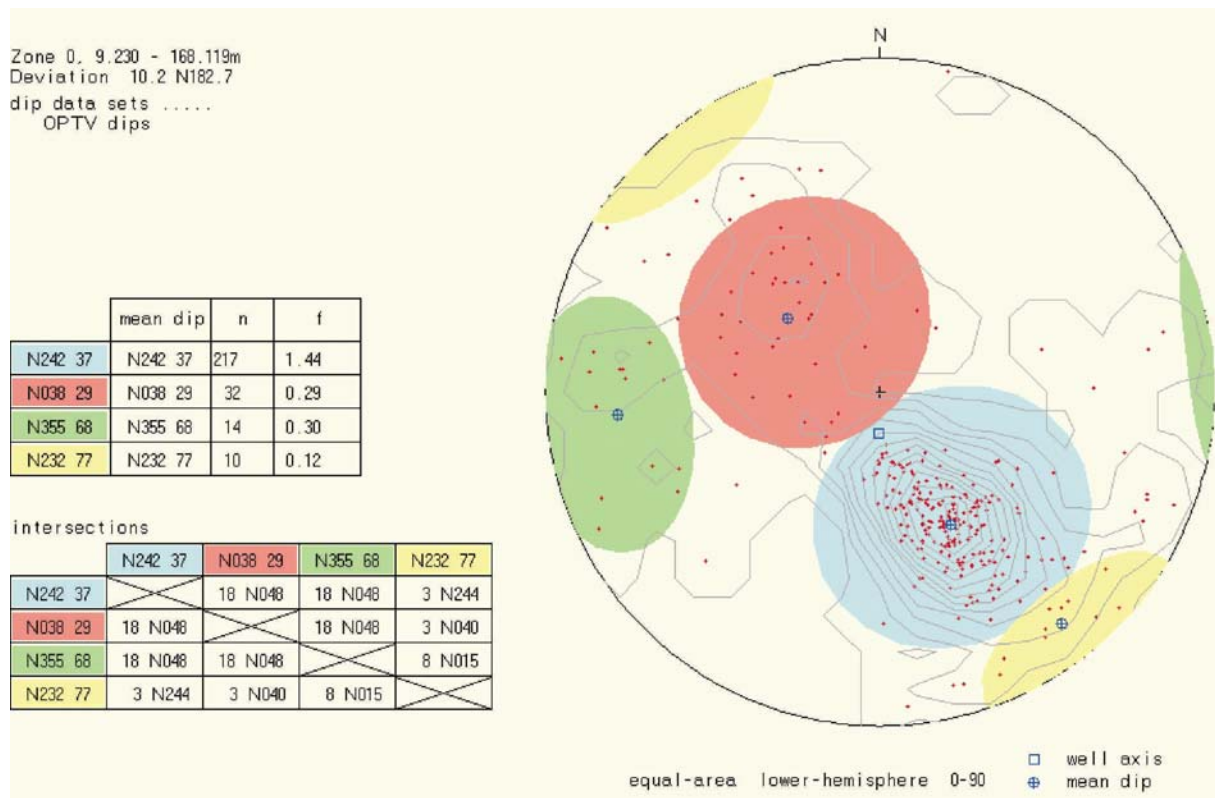 Zone 0, 9.230 - 168.119m
Deviation 10.2 N182.7
dip data sets .....
OPTV dips
N
mean dip n f
N242 37 N242 37 217 1.44
N038 29 N038 29 32 0.29
N355 68 N355 68 14 0.30
N232 77 N232 77 10 0.12
intersections
N242 37 N038 29 N355 68 N232 77
N242 37 18 N048 18 N048 3 N244
N038 29 18 N048 18 N048 3 N040
N355 68 18 N048 18 N048 8 N015
N232 77 3 N244 3 N040 8 N015
well axis
equal-area lower-hemisphere 0-90 mean dip